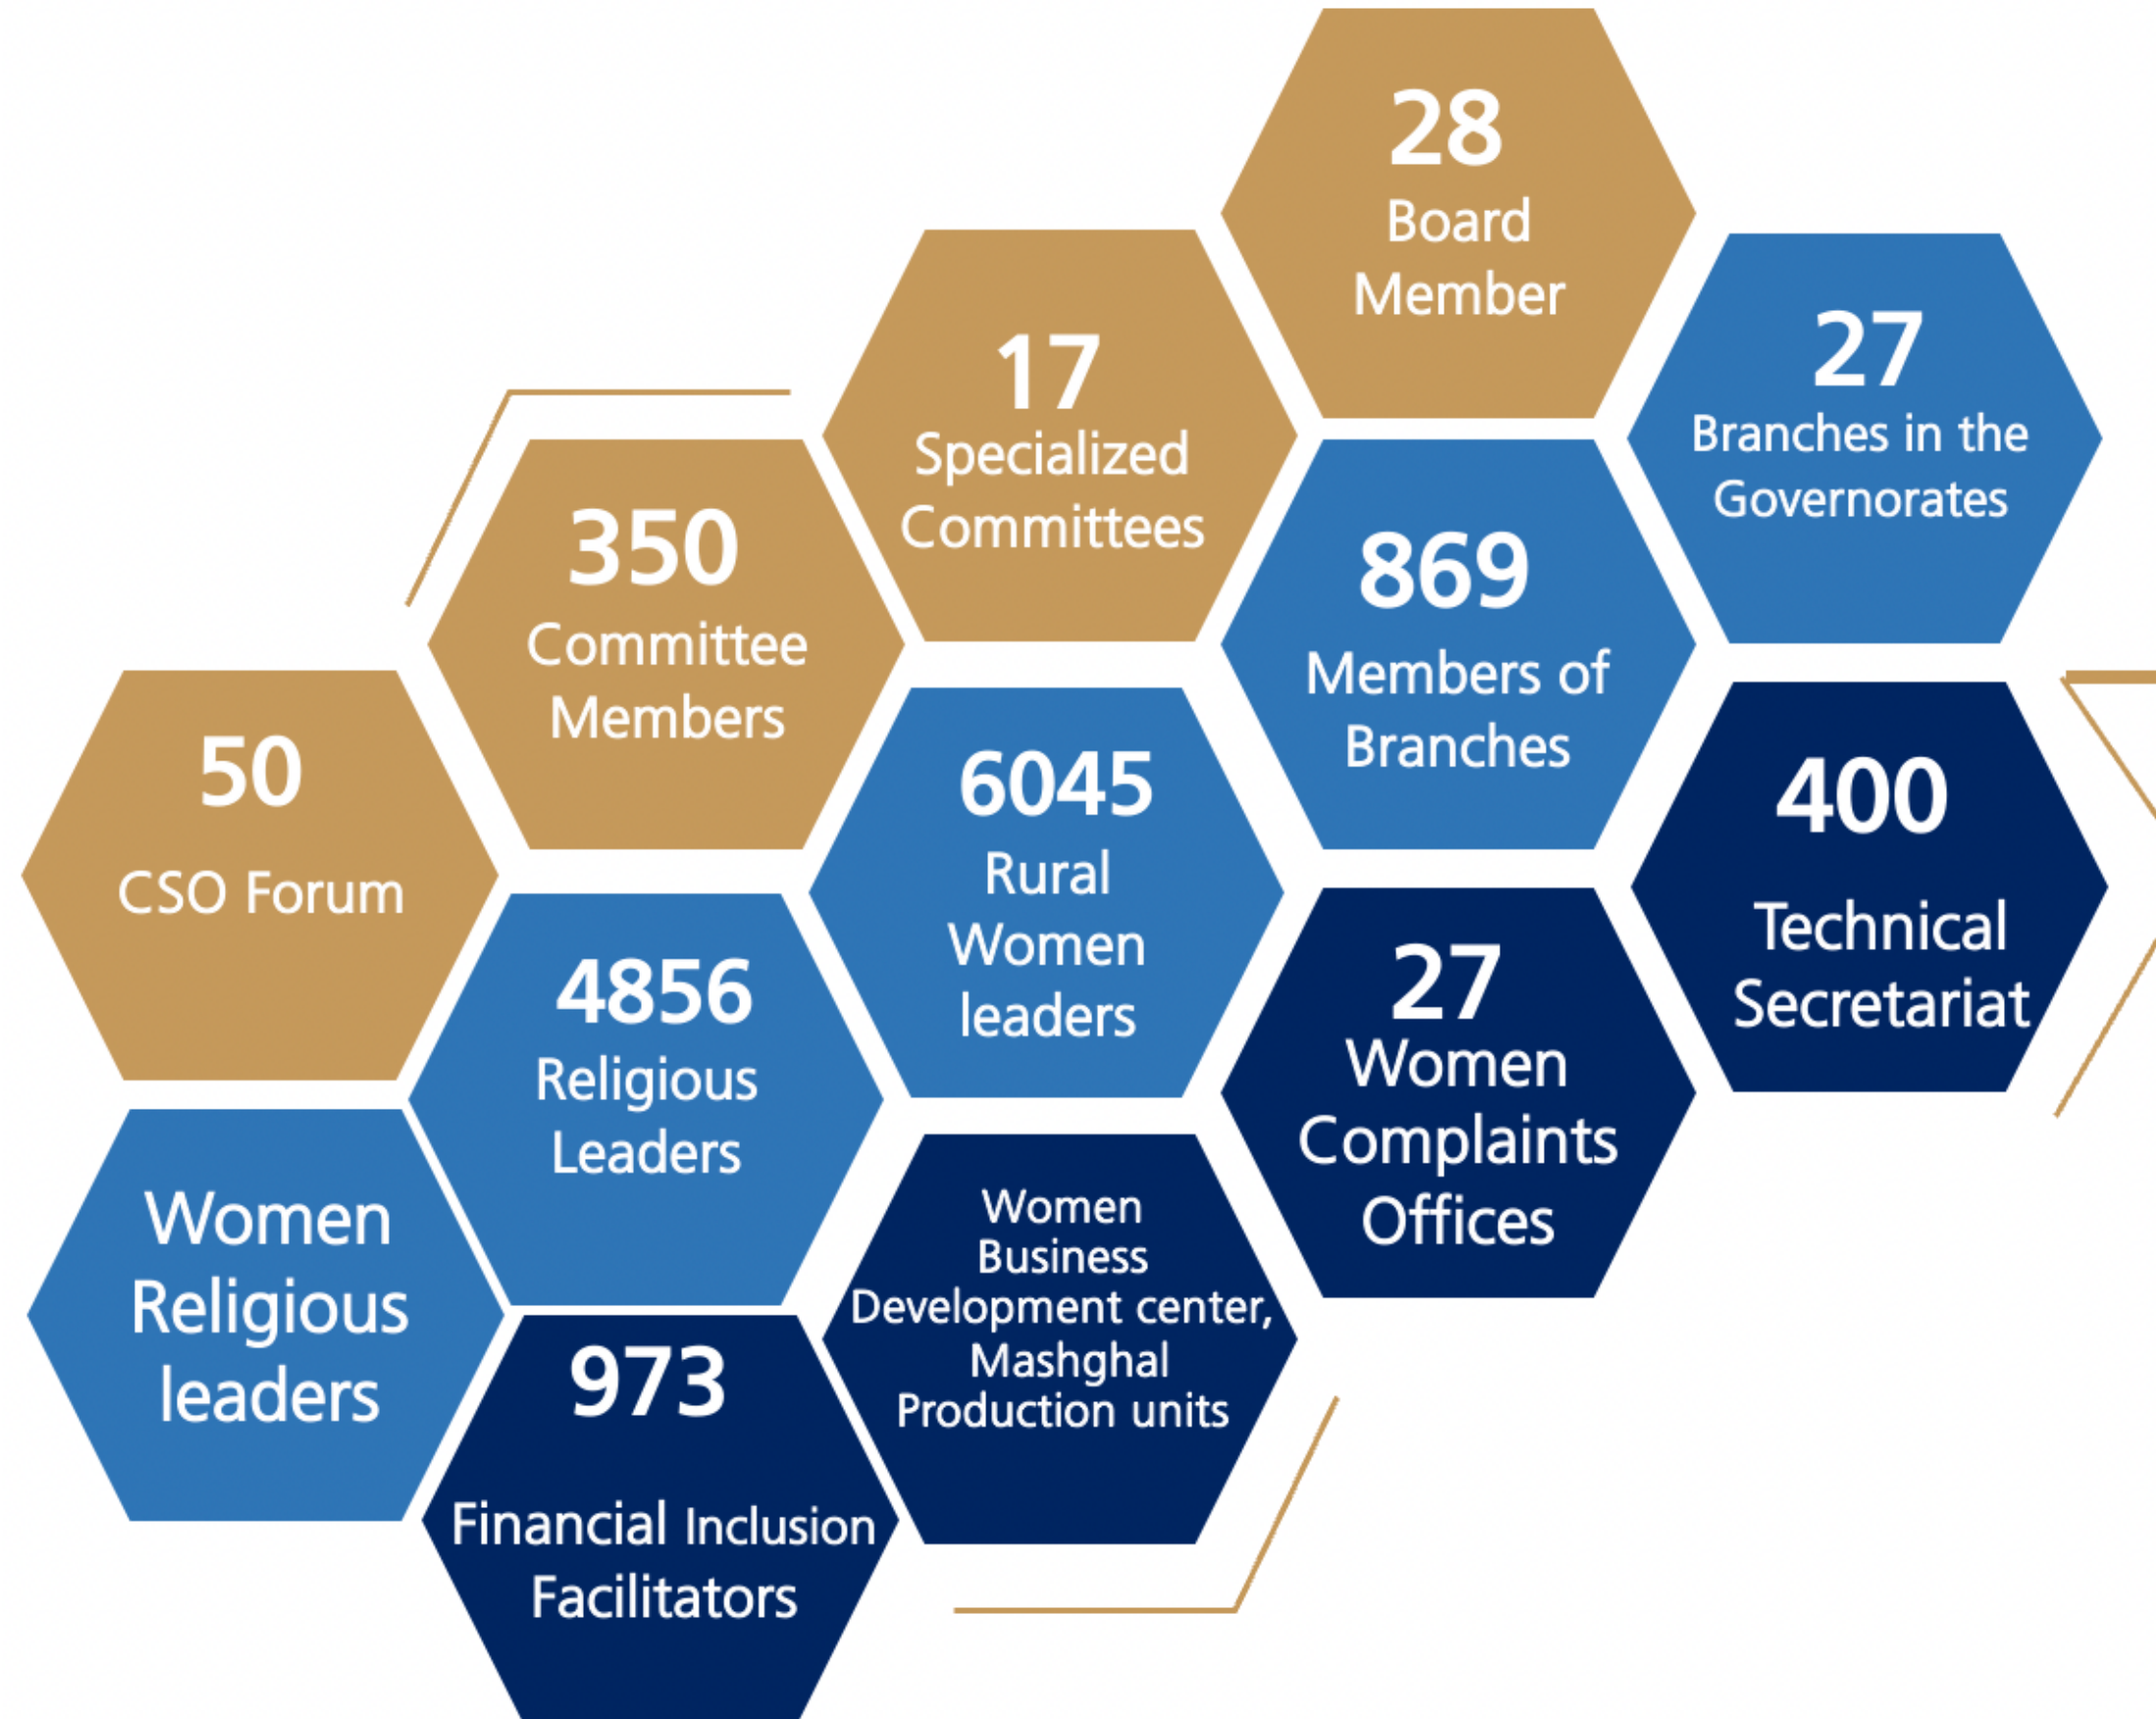 28
Board
Member
17
Specialized
Committees
27
Branches in the
Governorates
350
Committee
Members
869
Members of
Branches
50
CSO Forum
6045
Rural
Women
leaders
400
Technical
Secretariat
4856
Religious
Leaders
27
Women
Complaints
Offices
Women
Religious
leaders
Women
Business
Development center,
Mashghal
Production units
973
Financial Inclusion
Facilitators